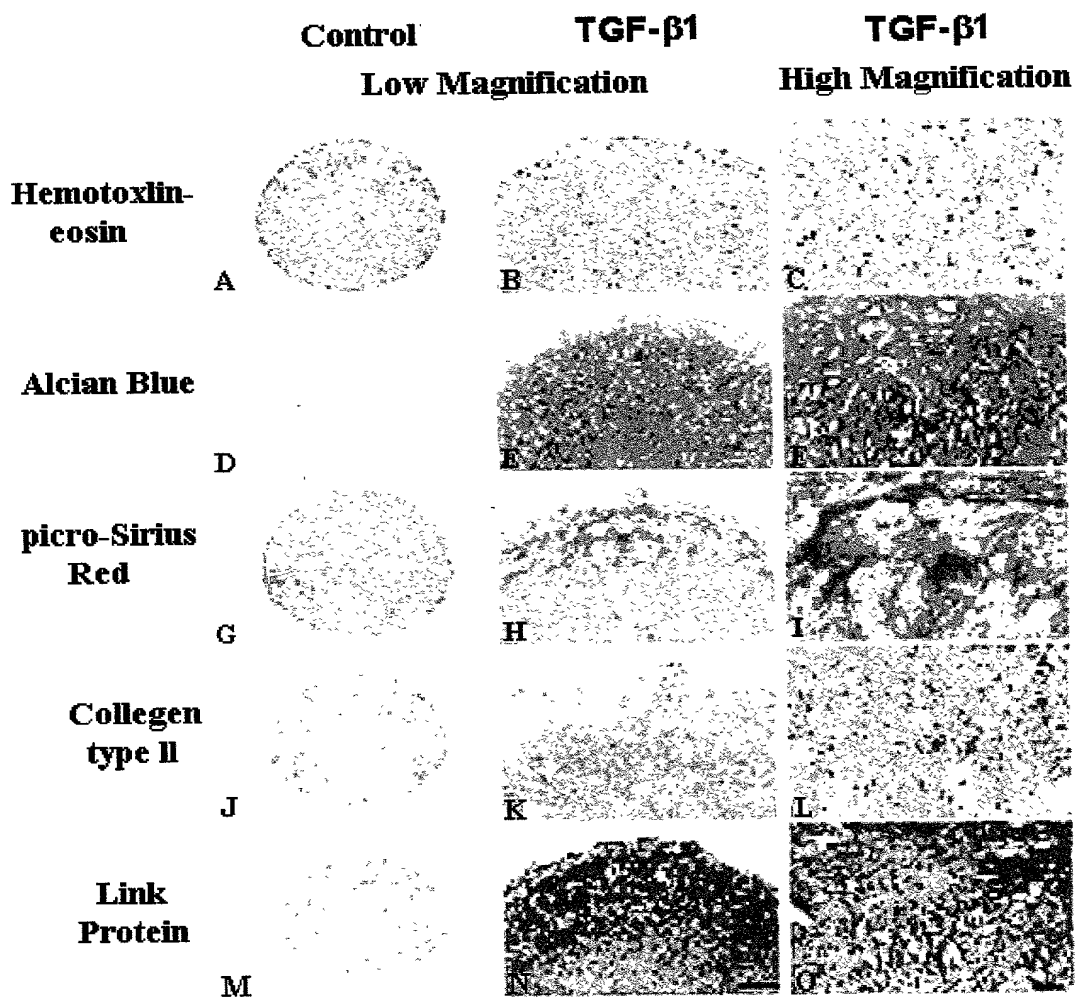 Control TGF-β1 TGF-β1
Low Magnification High Magnification
Hemotoxlin-
eosin
A B C
Alcian Blue
D E F
picro-Sirius
Red
G H I
Collegen
type II
J K L
Link
Protein
M N O